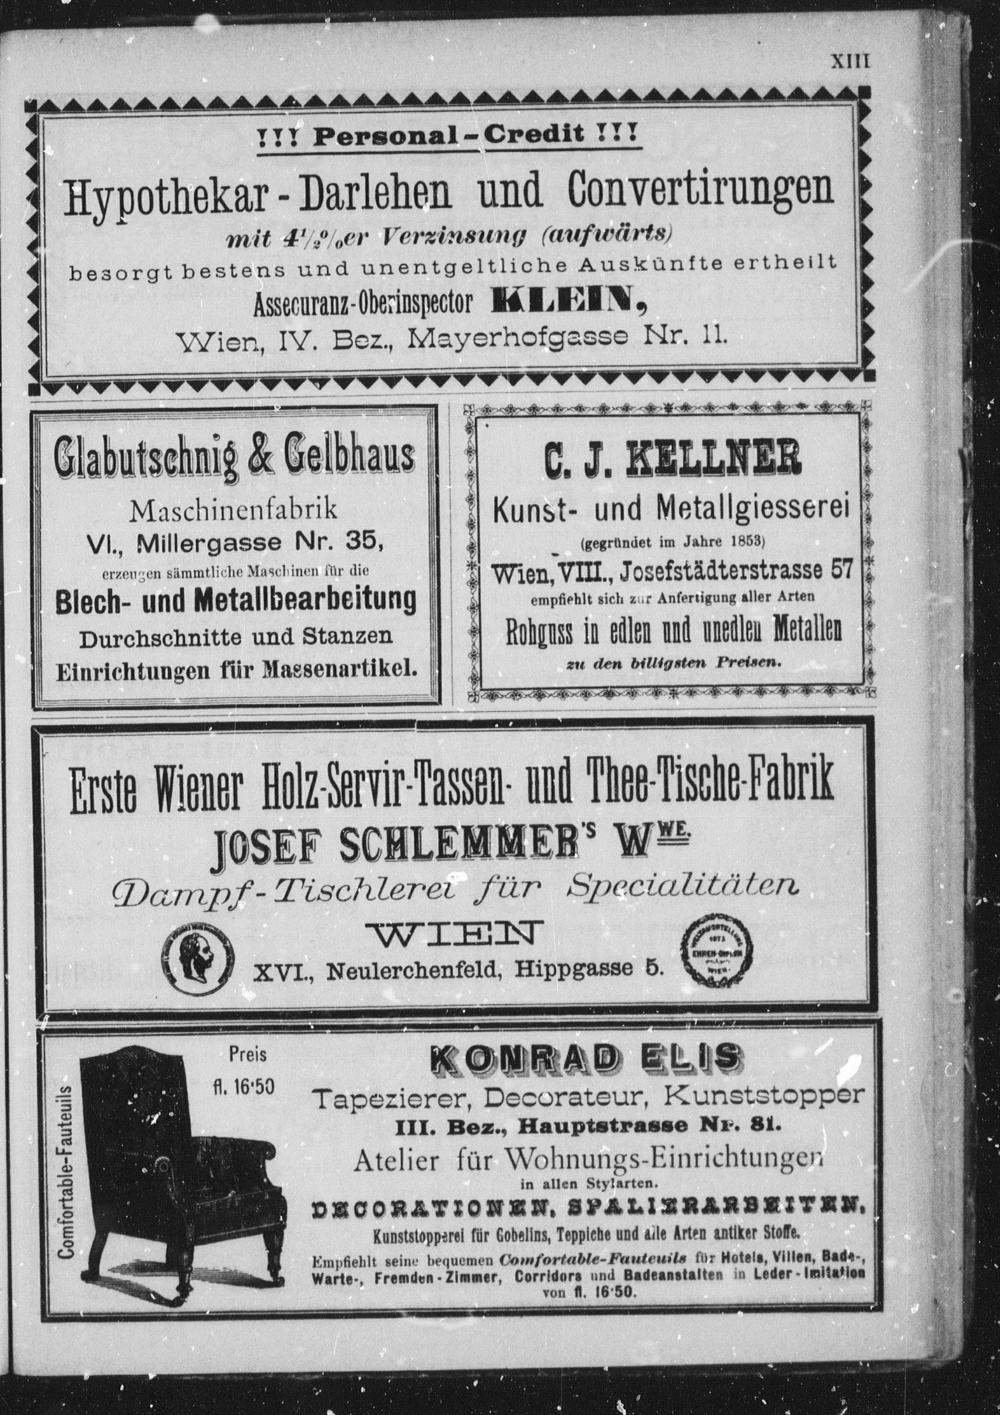 XIII
!!! Personal-Credit !!!
Hypothekar-Darlehen und Convertirungen
mit 4½%er Verzinsung (aufwärts)
besorgt bestens und unentgeltliche Auskünfte ertheilt
Assecuranz-Oberinspector KLEIN,
Wien, IV. Bez., Mayerhofgasse Nr. 11.
Glabutschnig & Gelbhaus
Maschinenfabrik
VI., Millergasse Nr. 35,
erzeugen sämmtliche Maschinen für die
Blech- und Metallbearbeitung
Durchschnitte und Stanzen
Einrichtungen für Massenartikel.
C. J. KELLNER
Kunst- und Metallgiesserei
(gegründet im Jahre 1853)
Wien, VIII., Josefstädterstrasse 57
empfiehlt sich zur Anfertigung aller Arten
Rohguss in edlen und unedlen Metallen
zu den billigsten Preisen.
Erste Wiener Holz-Servir-Tassen- und Thee-Tische-Fabrik
JOSEF SCHLEMMER'S WWE.
Dampf-Tischlerei für Specialitäten
WIEN
XVI., Neulerchenfeld, Hippgasse 5.
WELTAUSSTELLUNG
1873
EHREN-DIPLOM
WIEN
Comfortable-Fauteuils
Preis
fl. 16·50
KONRAD ELIS
Tapezierer, Decorateur, Kunststopper
III. Bez., Hauptstrasse Nr. 81.
Atelier für Wohnungs-Einrichtungen
in allen Stylarten.
DECORATIONEN, SPALIERARBEITEN,
Kunststopperei für Gobelins, Teppiche und alle Arten antiker Stoffe.
Empfiehlt seine bequemen Comfortable-Fauteuils für Hotels, Villen, Bade-,
Warte-, Fremden-Zimmer, Corridors und Badeanstalten in Leder-Imitation
von fl. 16·50.